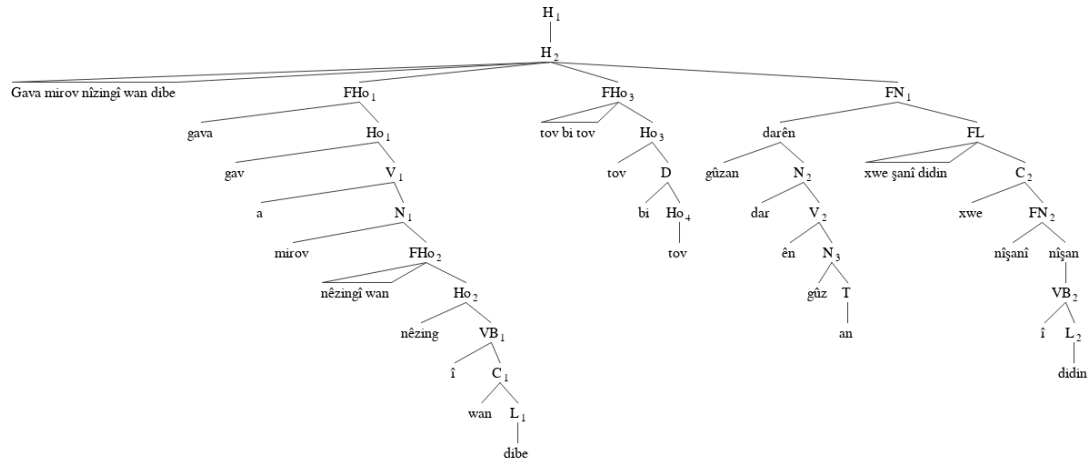 H1
H2
Gava mirov nîzingî wan dibe FHo1 FHo3 FN1
gava Ho1 tov bi tov Ho3 darên FL
gav V1 tov D gûzan N2 xwe şanî didin C2
a N1 bi Ho4 dar V2 xwe FN2
mirov FHo2 tov ên N3 nîşanî nîşan
nêzingî wan Ho2 gûz T VB2
nêzing VB1 an î L2
î C1 didin
wan L1
dibe